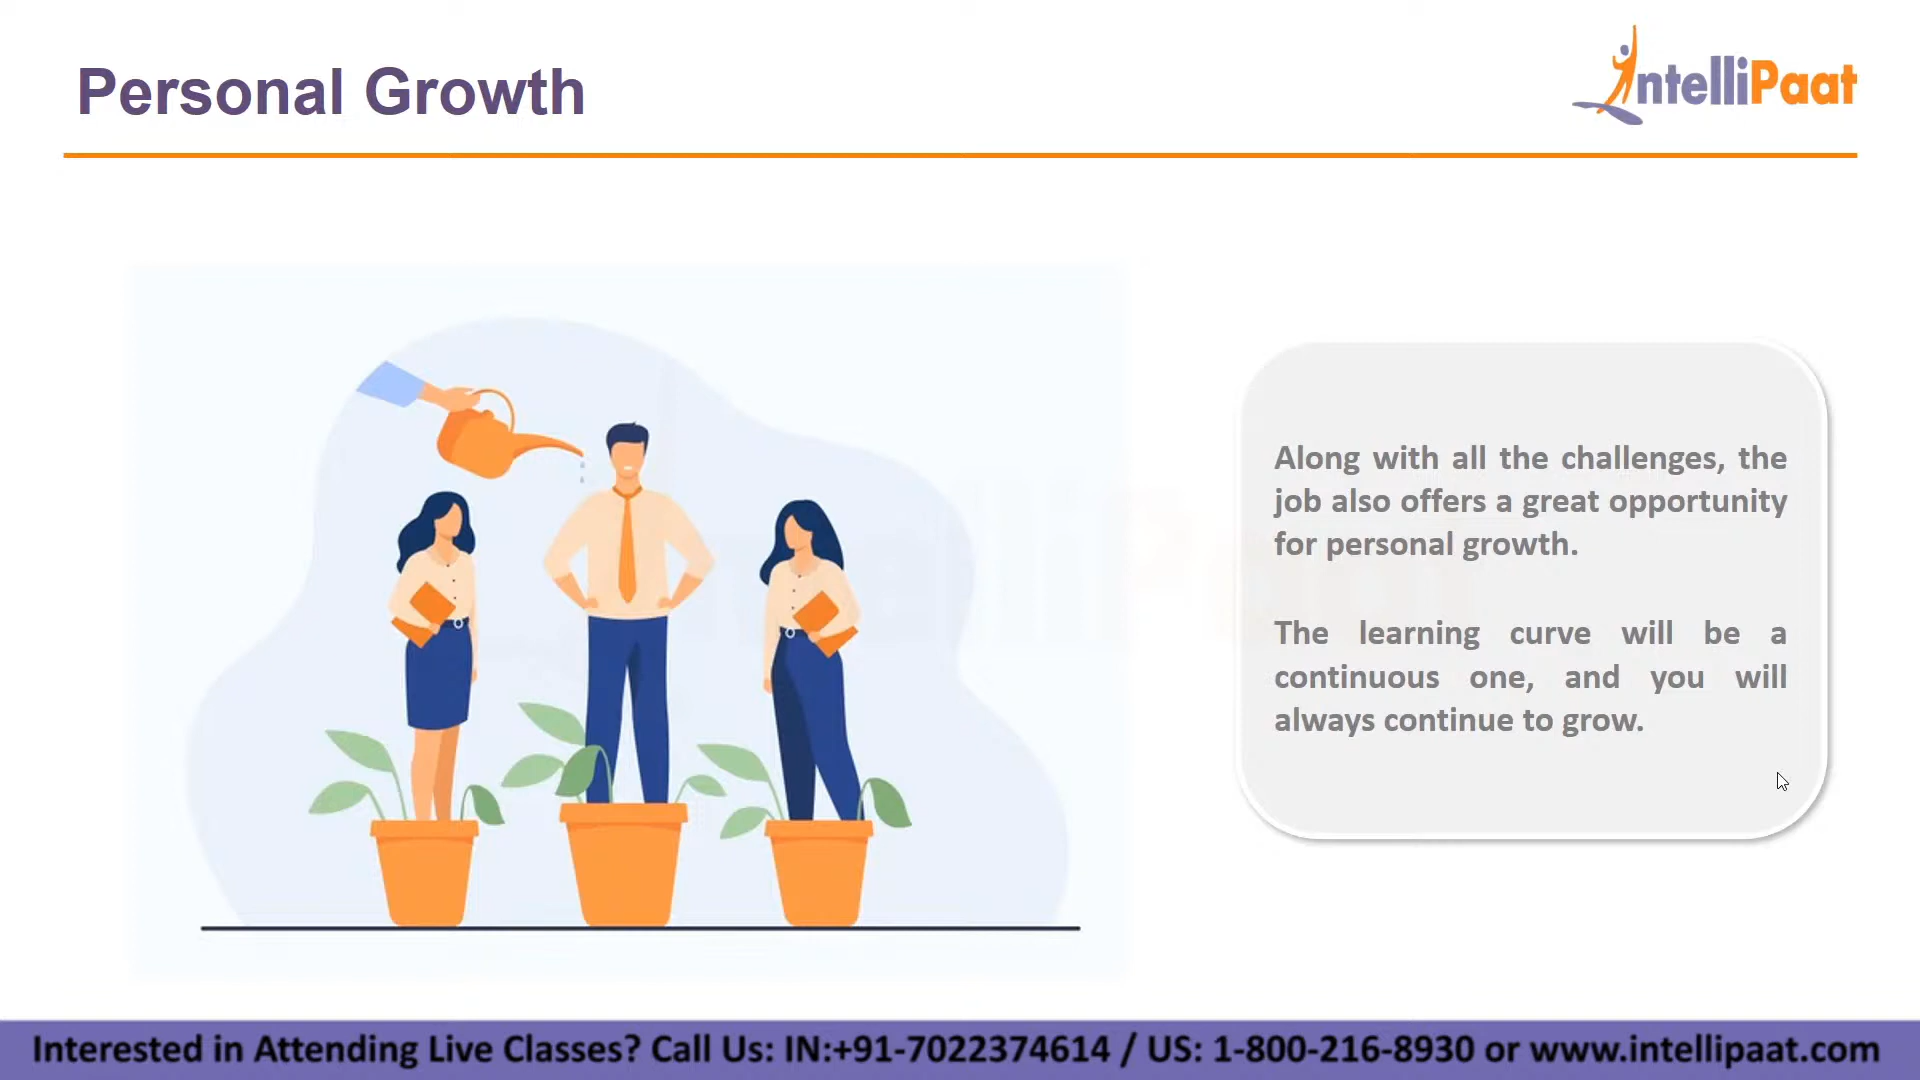 Personal Growth
IntelliPaat
Along with all the challenges, the
job also offers a great opportunity
for personal growth.
The learning curve will be a
continuous one, and you will
always continue to grow.
Interested in Attending Live Classes? Call Us: IN:+91-7022374614 / US: 1-800-216-8930 or www.intellipaat.com